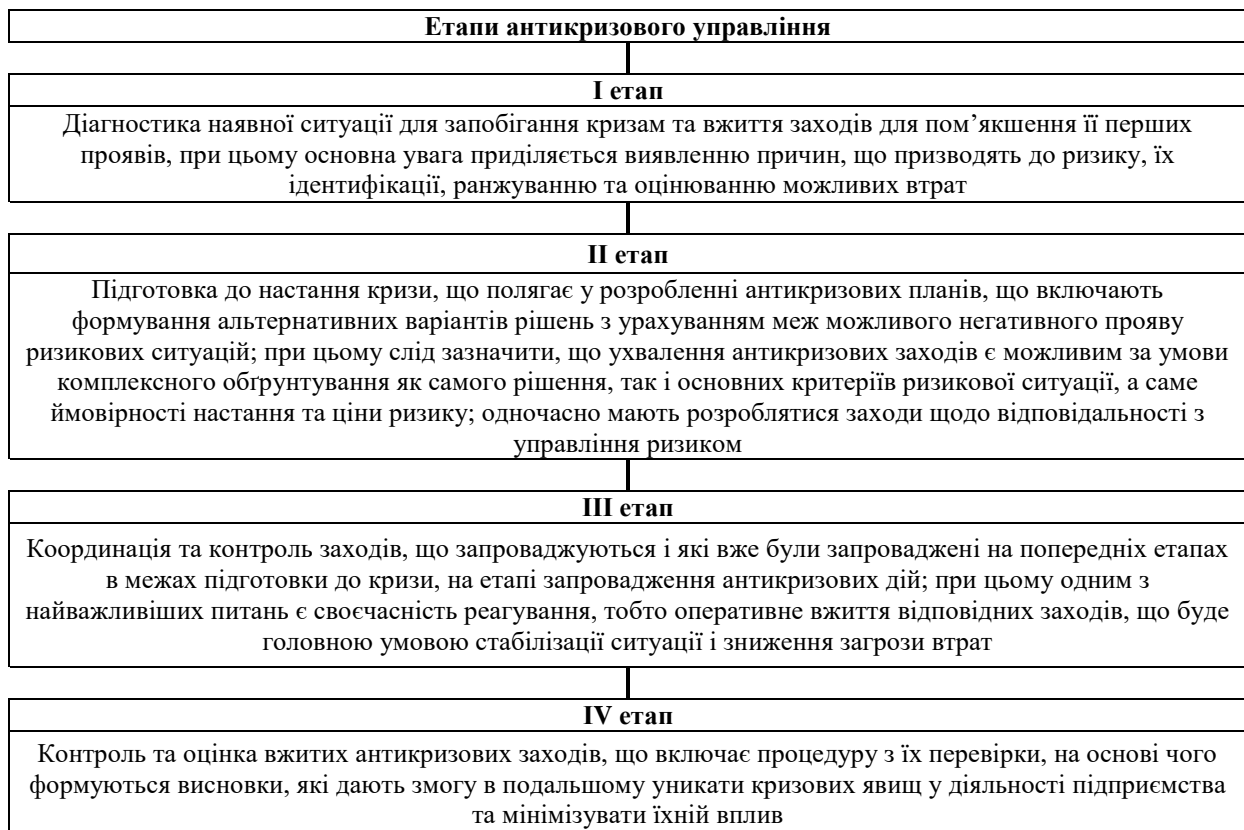 Етапи антикризового управління
І етап
Діагностика наявної ситуації для запобігання кризам та вжиття заходів для пом’якшення її перших
проявів, при цьому основна увага приділяється виявленню причин, що призводять до ризику, їх
ідентифікації, ранжуванню та оцінюванню можливих втрат
ІІ етап
Підготовка до настання кризи, що полягає у розробленні антикризових планів, що включають
формування альтернативних варіантів рішень з урахуванням меж можливого негативного прояву
ризикових ситуацій; при цьому слід зазначити, що ухвалення антикризових заходів є можливим за умови
комплексного обґрунтування як самого рішення, так і основних критеріїв ризикової ситуації, а саме
ймовірності настання та ціни ризику; одночасно мають розроблятися заходи щодо відповідальності з
управління ризиком
ІІІ етап
Координація та контроль заходів, що запроваджуються і які вже були запроваджені на попередніх етапах
в межах підготовки до кризи, на етапі запровадження антикризових дій; при цьому одним з
найважливіших питань є своєчасність реагування, тобто оперативне вжиття відповідних заходів, що буде
головною умовою стабілізації ситуації і зниження загрози втрат
IV етап
Контроль та оцінка вжитих антикризових заходів, що включає процедуру з їх перевірки, на основі чого
формуються висновки, які дають змогу в подальшому уникати кризових явищ у діяльності підприємства
та мінімізувати їхній вплив